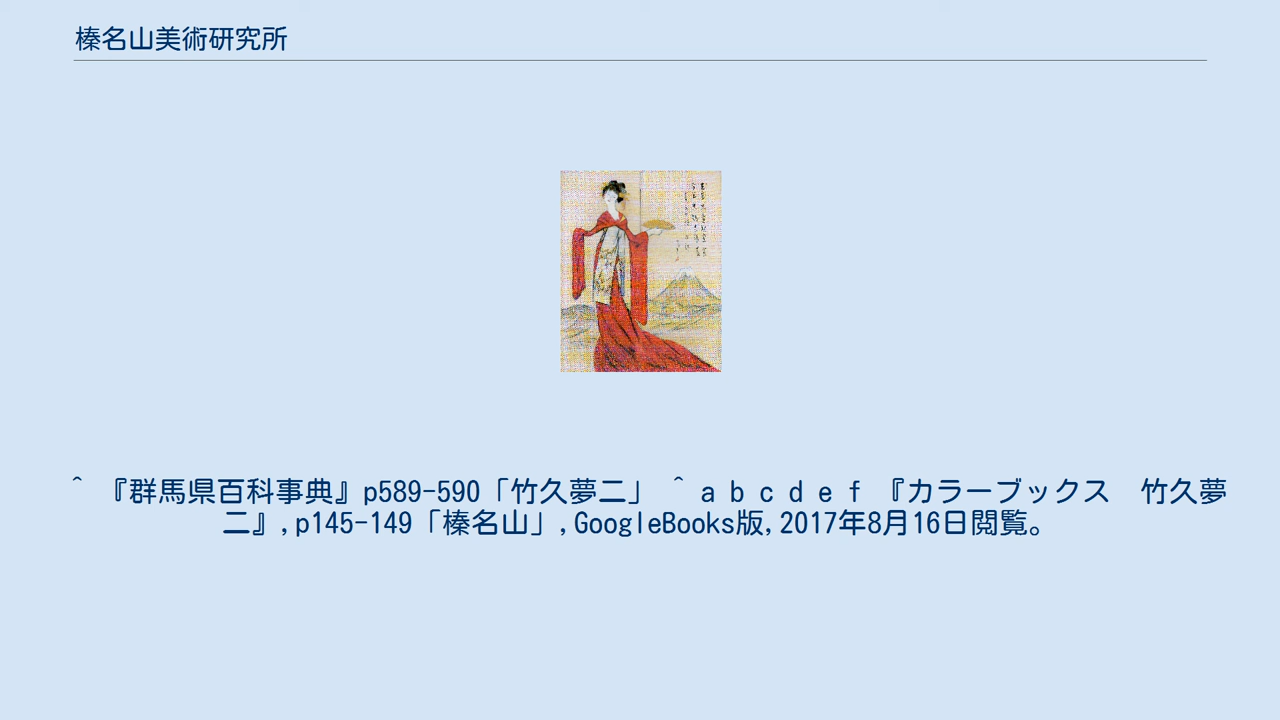 榛名山美術研究所
^ 『群馬県百科事典』p589-590「竹久夢二」 ^ a b c d e f 『カラーブックス　竹久夢
二』,p145-149「榛名山」,GoogleBooks版,2017年8月16日閲覧。